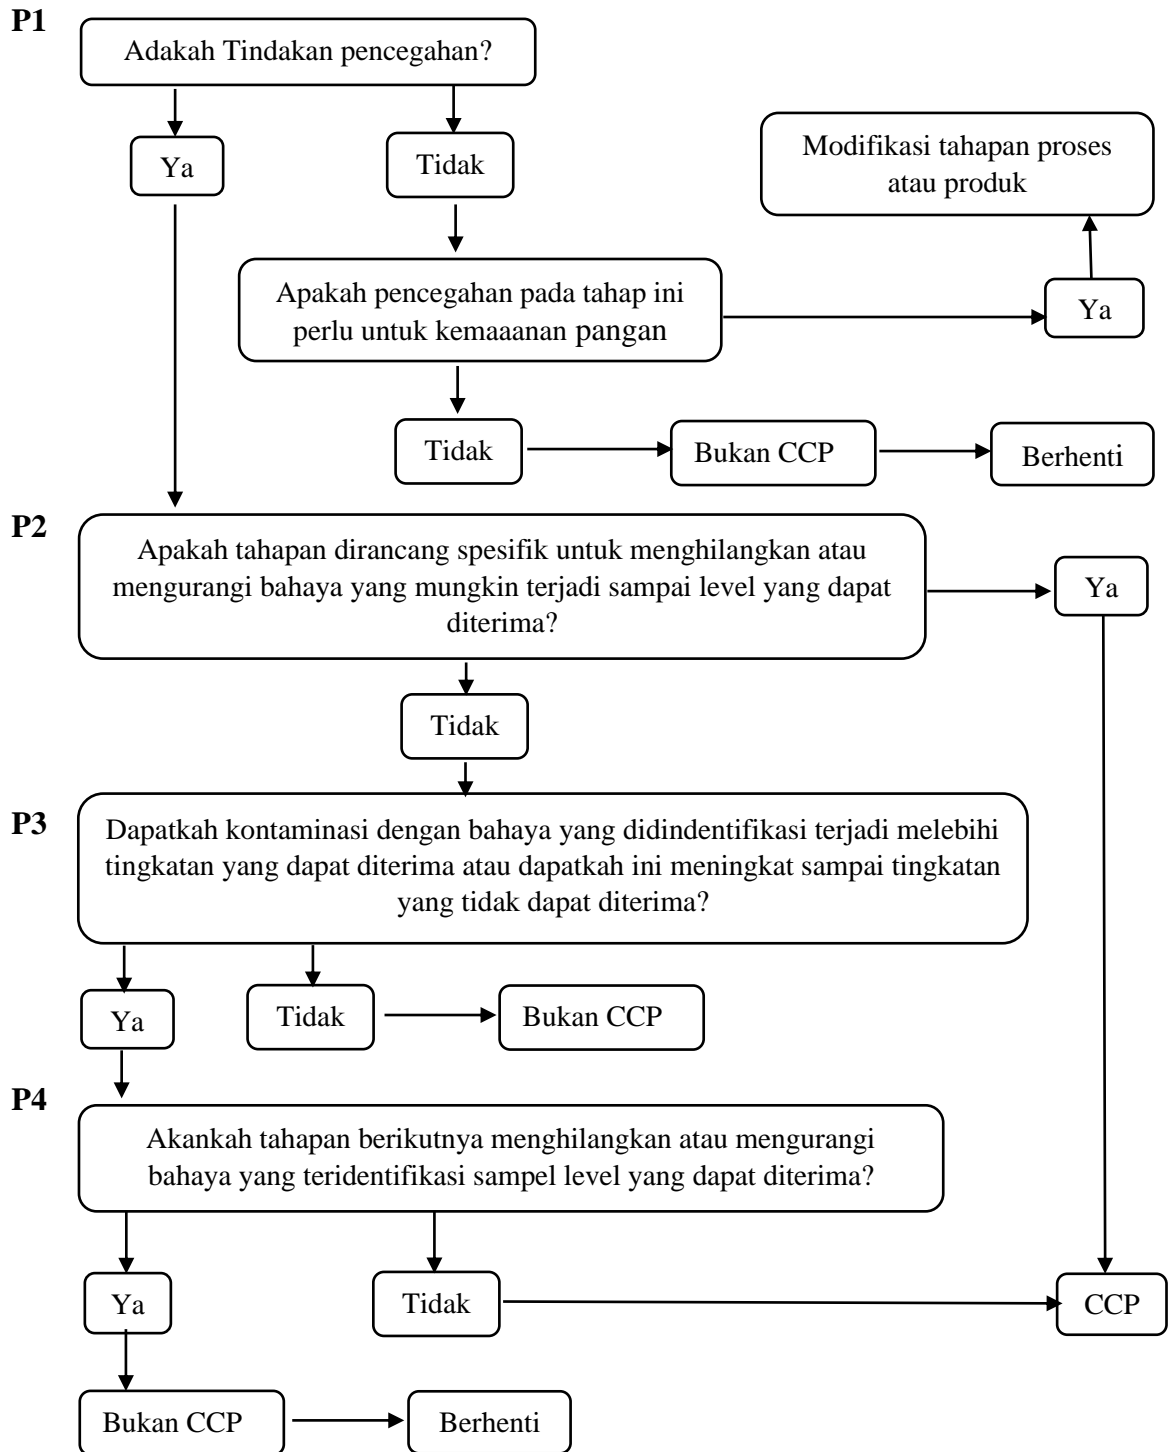 P1
Adakah Tindakan pencegahan?
Ya
Tidak
Modifikasi tahapan proses
atau produk
Apakah pencegahan pada tahap ini
perlu untuk kemaaanan pangan
Ya
Tidak
Bukan CCP
Berhenti
P2
Apakah tahapan dirancang spesifik untuk menghilangkan atau
mengurangi bahaya yang mungkin terjadi sampai level yang dapat
diterima?
Ya
Tidak
P3
Dapatkah kontaminasi dengan bahaya yang didindentifikasi terjadi melebihi
tingkatan yang dapat diterima atau dapatkah ini meningkat sampai tingkatan
yang tidak dapat diterima?
Ya
Tidak
Bukan CCP
P4
Akankah tahapan berikutnya menghilangkan atau mengurangi
bahaya yang teridentifikasi sampel level yang dapat diterima?
Ya
Tidak
CCP
Bukan CCP
Berhenti